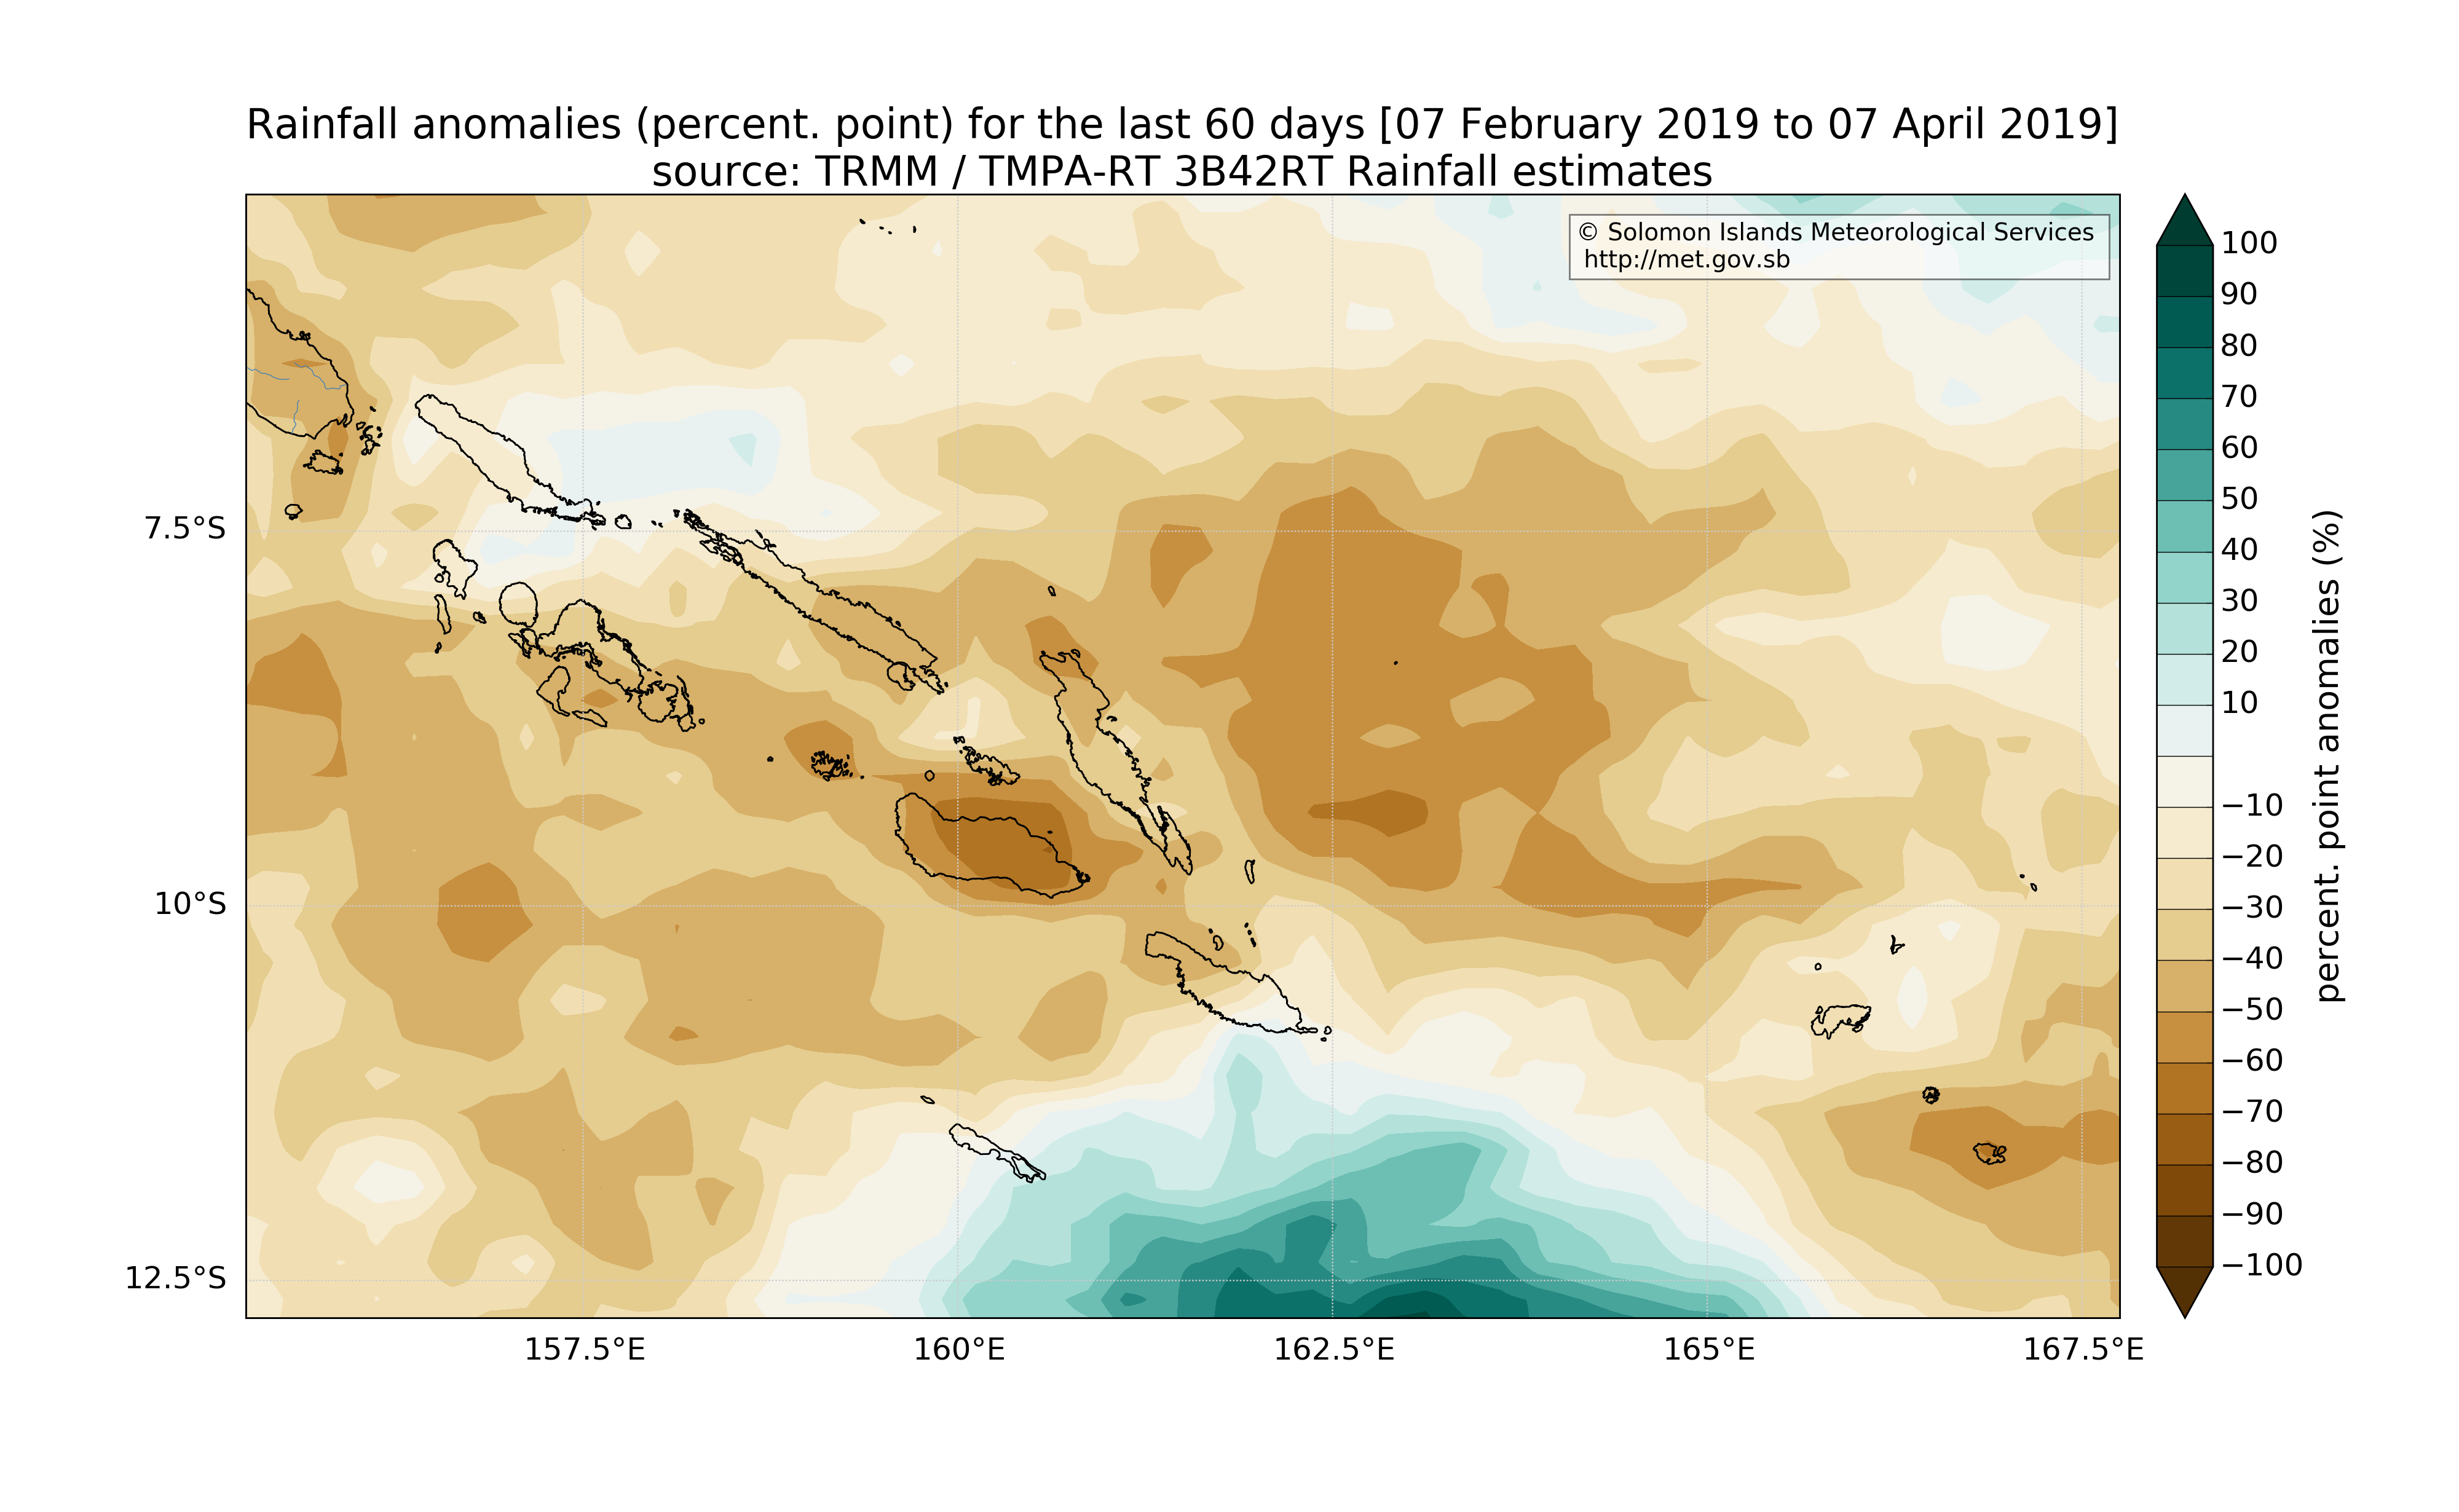 Rainfall anomalies (percent. point) for the last 60 days [07 February 2019 to 07 April 2019]
source: TRMM / TMPA-RT 3B42RT Rainfall estimates
© Solomon Islands Meteorological Services
http://met.gov.sb
7.5°S
10°S
12.5°S
157.5°E
160°E
162.5°E
165°E
167.5°E
100
90
80
70
60
50
40
30
20
10
−10
−20
−30
−40
−50
−60
−70
−80
−90
−100
percent. point anomalies (%)